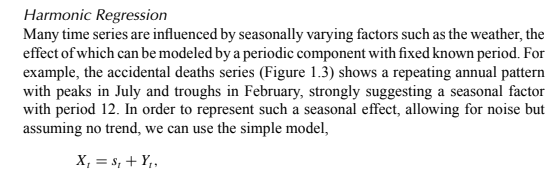 Harmonic Regression
Many time series are influenced by seasonally varying factors such as the weather, the
effect of which can be modeled by a periodic component with fixed known period. For
example, the accidental deaths series (Figure 1.3) shows a repeating annual pattern
with peaks in July and troughs in February, strongly suggesting a seasonal factor
with period 12. In order to represent such a seasonal effect, allowing for noise but
assuming no trend, we can use the simple model,
Xₜ = sₜ + Yₜ,